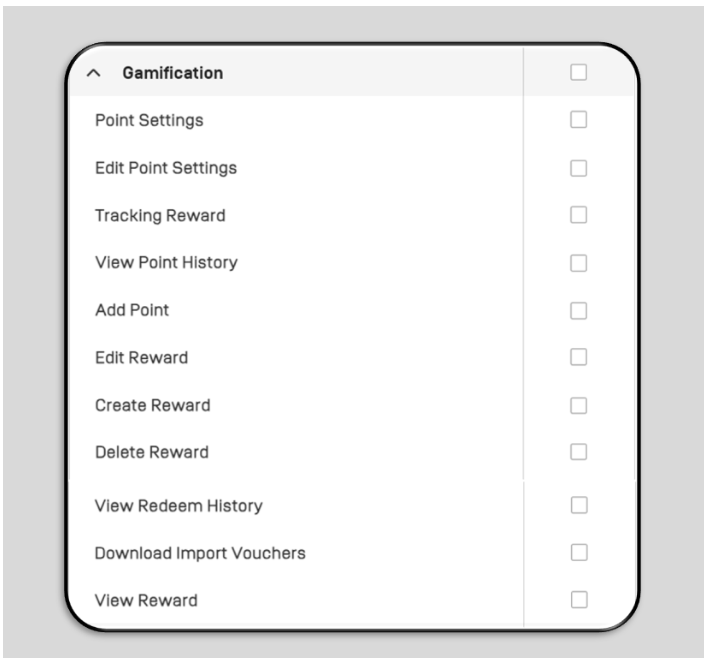 Gamification
Point Settings
Edit Point Settings
Tracking Reward
View Point History
Add Point
Edit Reward
Create Reward
Delete Reward
View Redeem History
Download Import Vouchers
View Reward